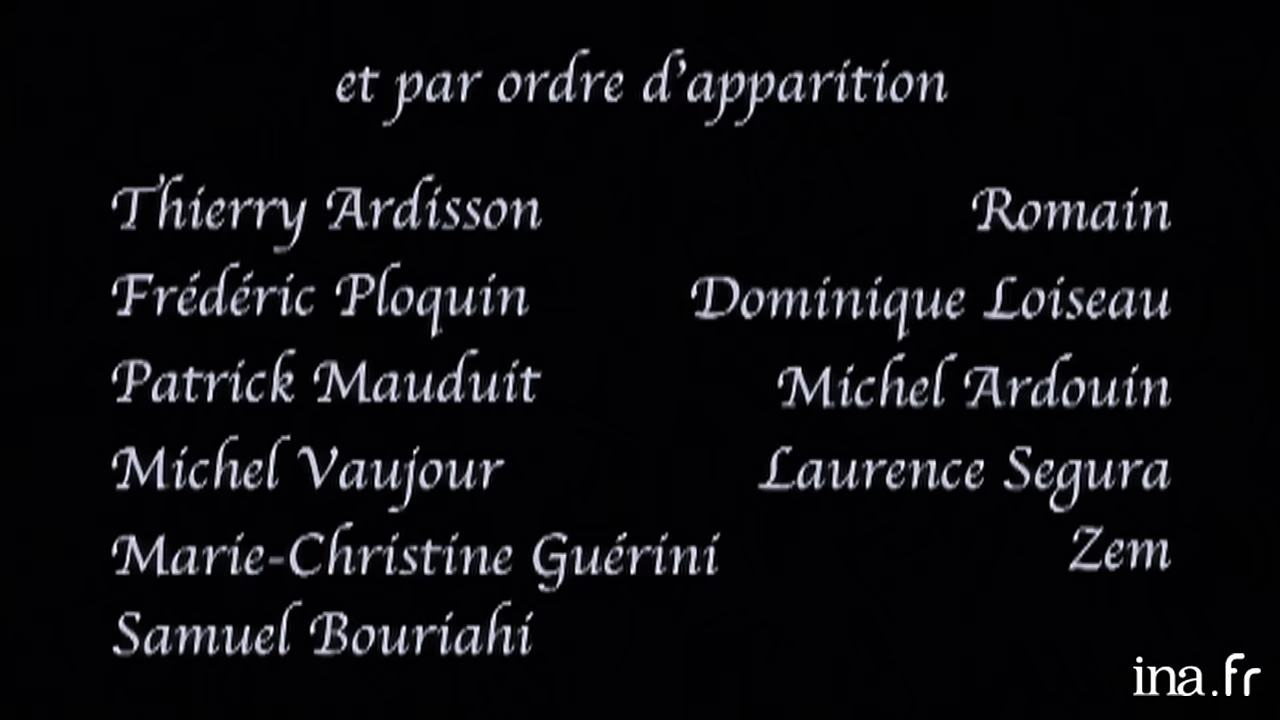 et par ordre d'apparition
Thierry Ardisson
Frédéric Ploquin
Patrick Mauduit
Michel Vaujour
Marie-Christine Guérini
Samuel Bouriahi
Romain
Dominique Loiseau
Michel Ardouin
Laurence Segura
Zem
ina.fr